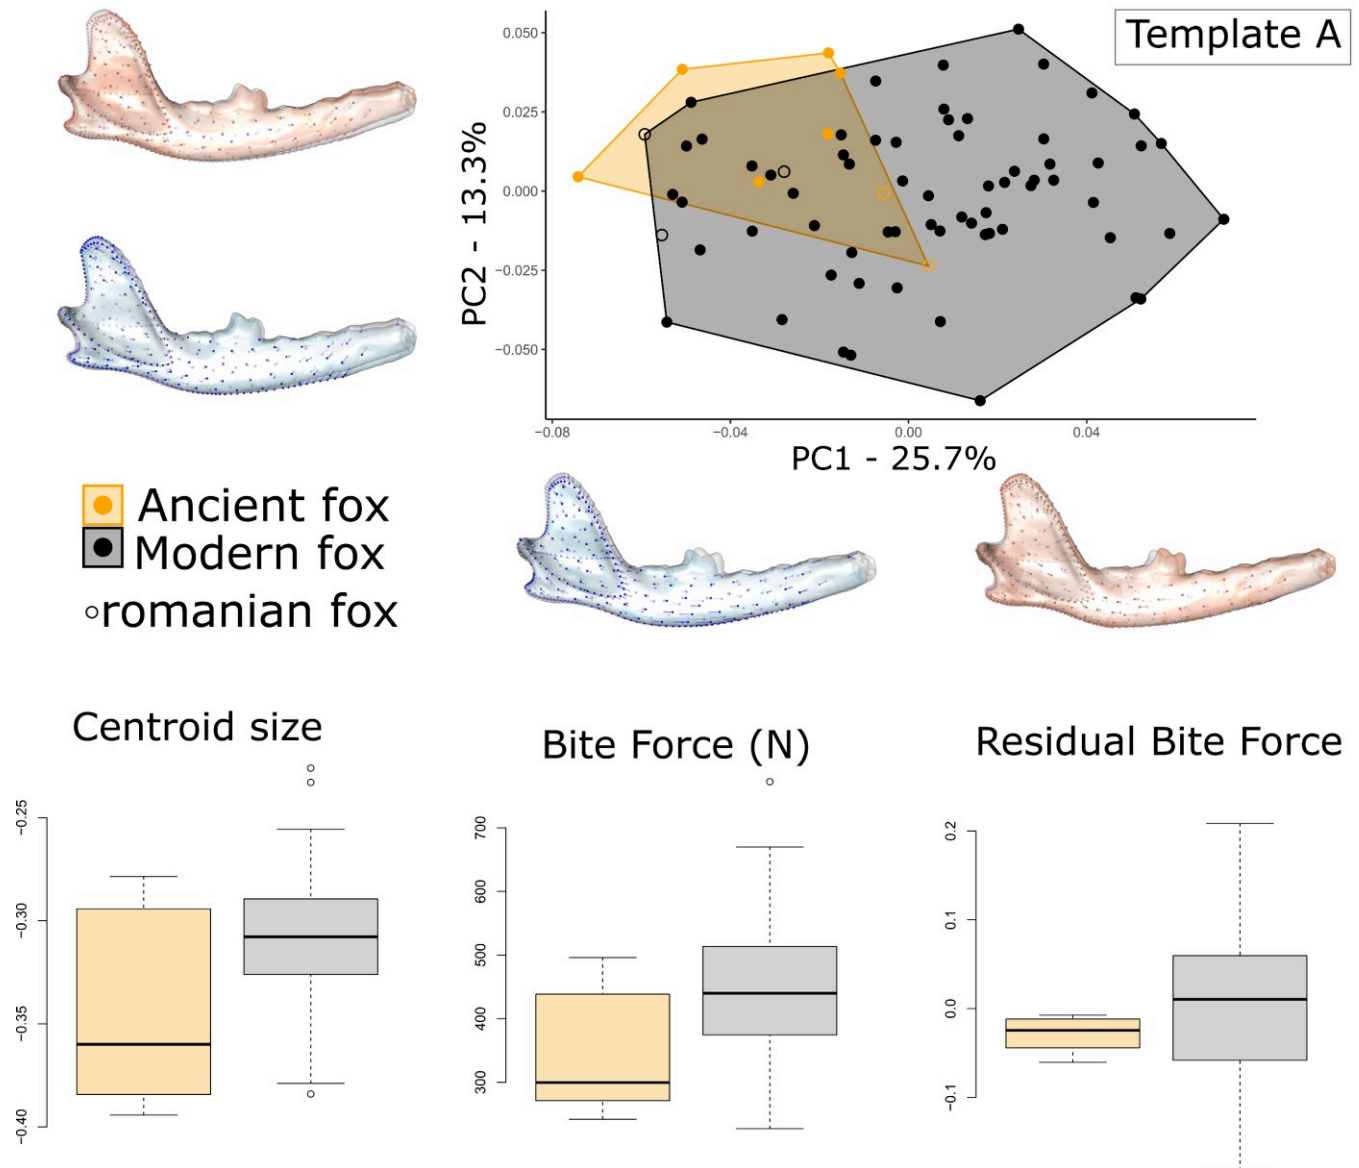 Template A
PC2 - 13.3%
0.050
0.025
0.000
−0.025
−0.050
−0.08
−0.04
0.00
0.04
PC1 - 25.7%
Ancient fox
Modern fox
romanian fox
Centroid size
−0.25
−0.30
−0.35
−0.40
Bite Force (N)
700
600
500
400
300
Residual Bite Force
0.2
0.1
0.0
−0.1